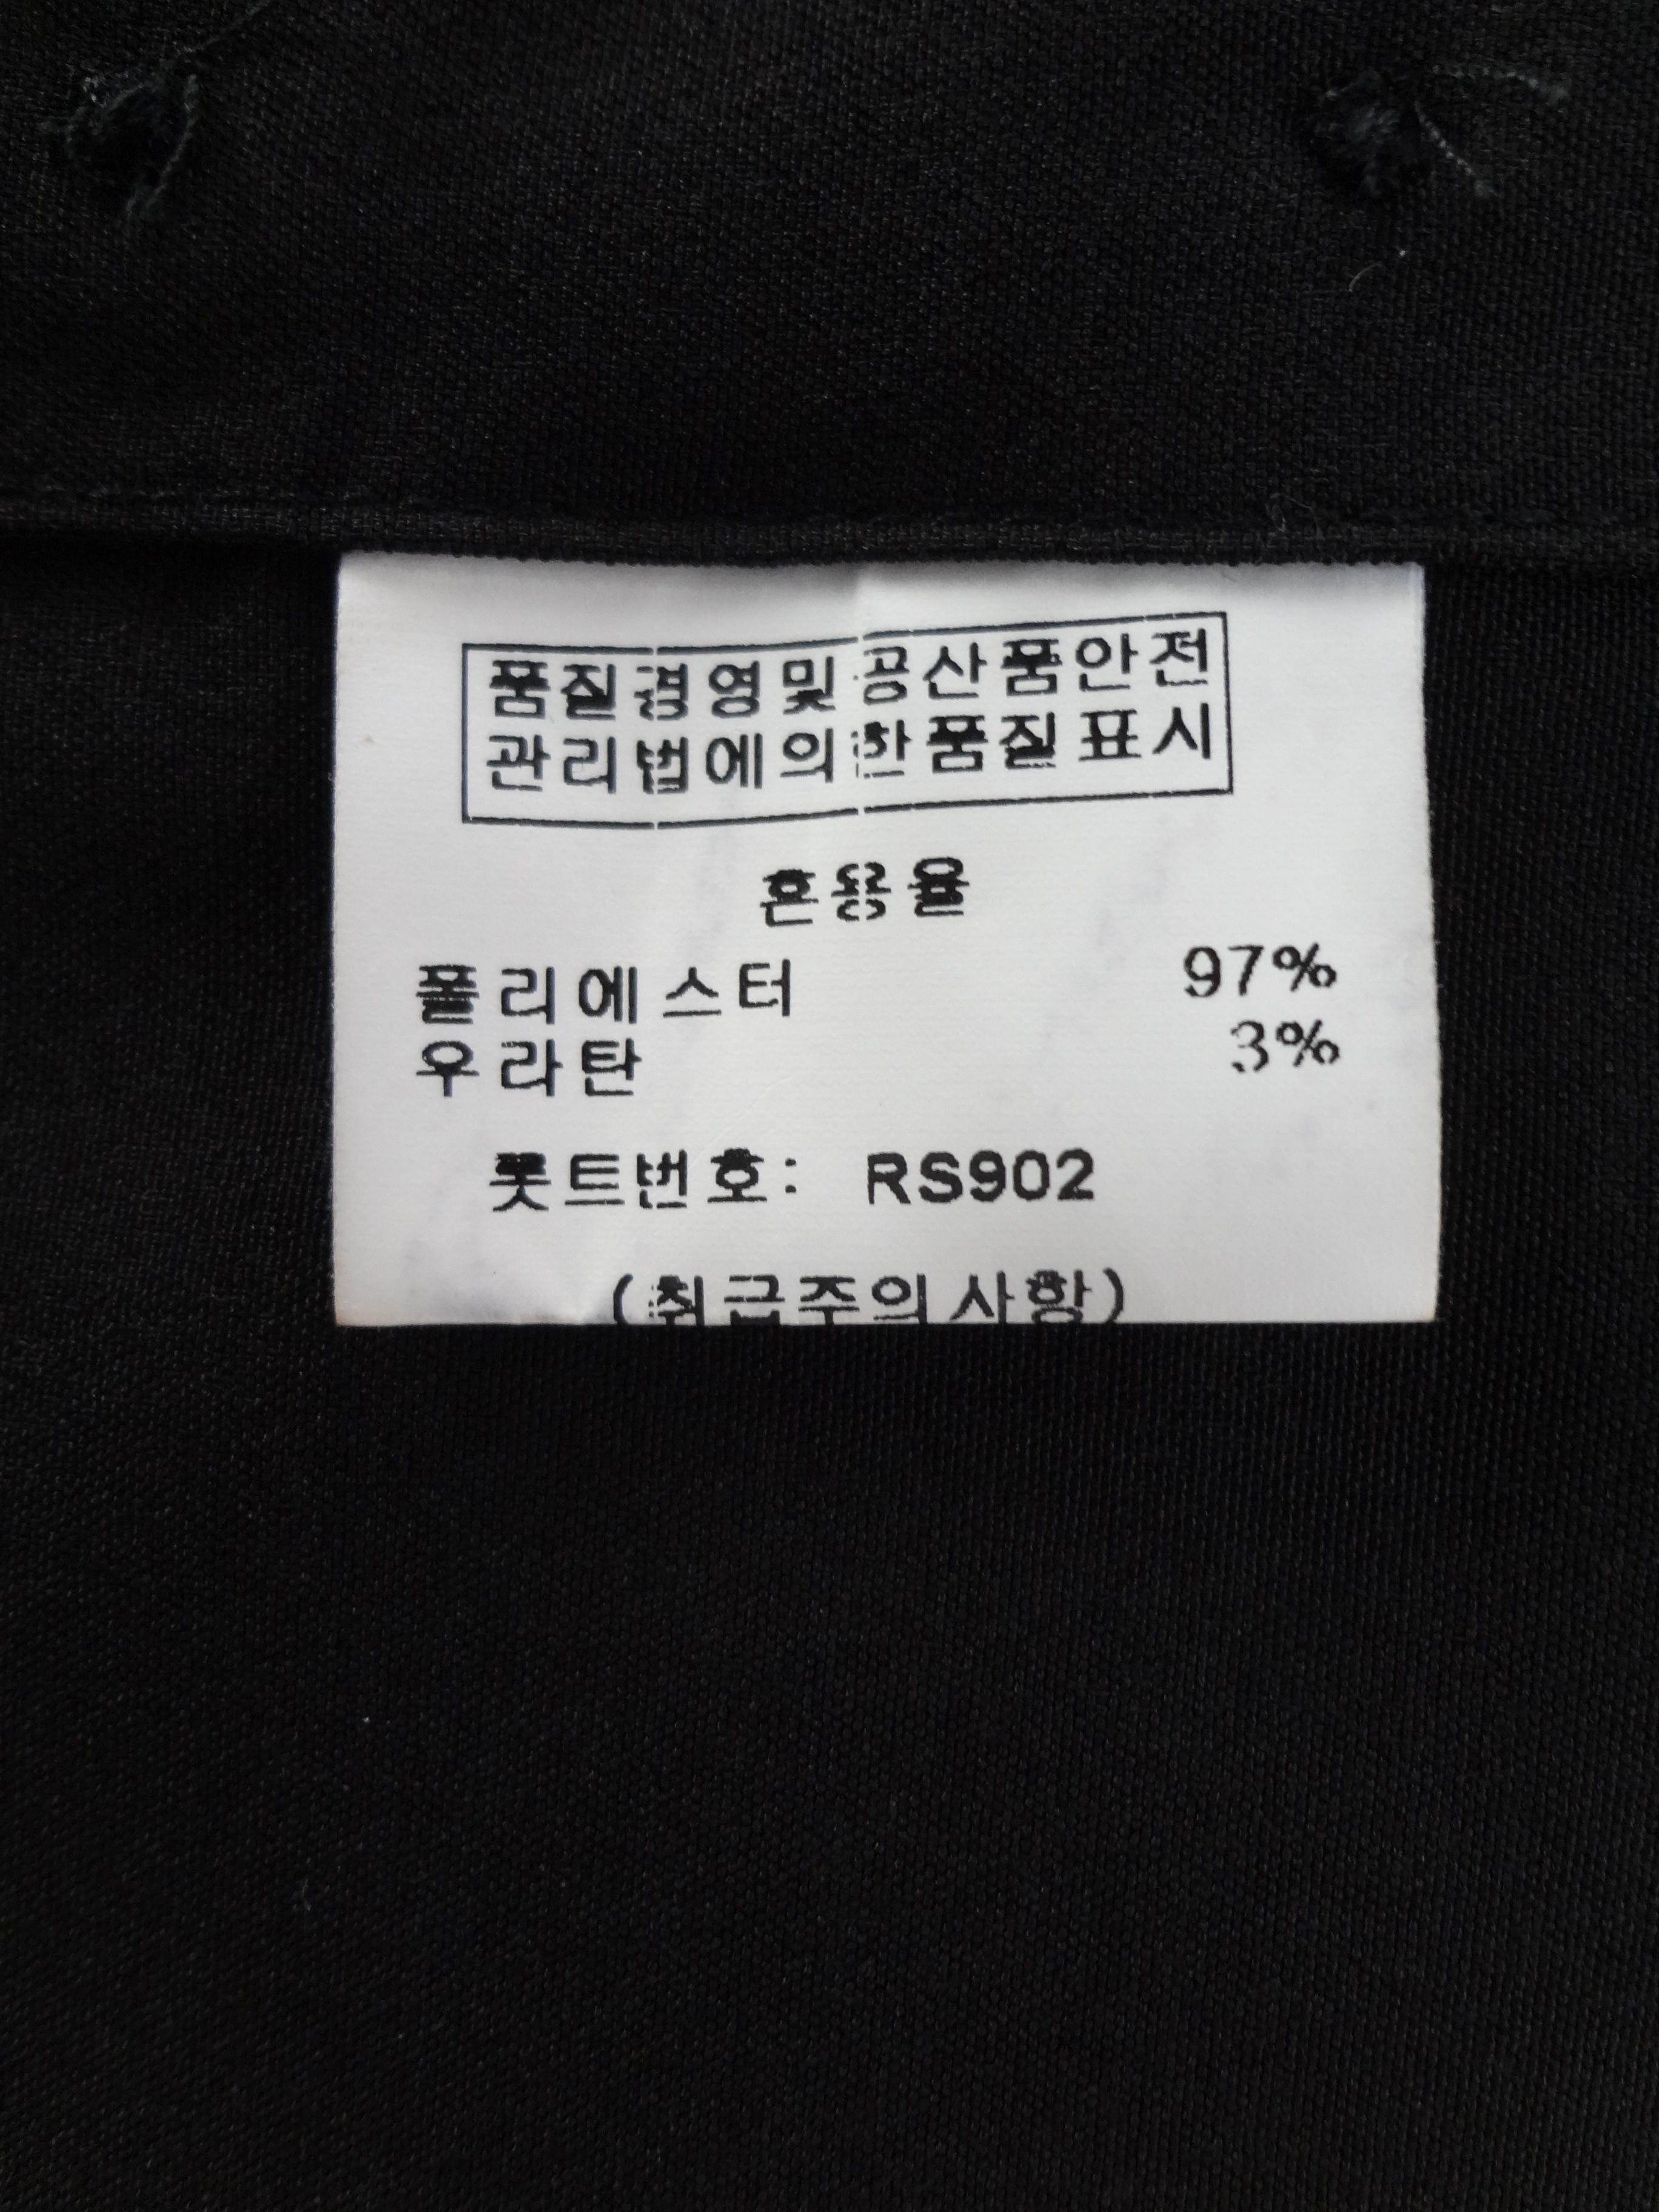 품질경영및공산품안전
관리법에의한품질표시
혼용율
폴리에스터 97%
우라탄 3%
롯트번호: RS902
(취급주의사항)